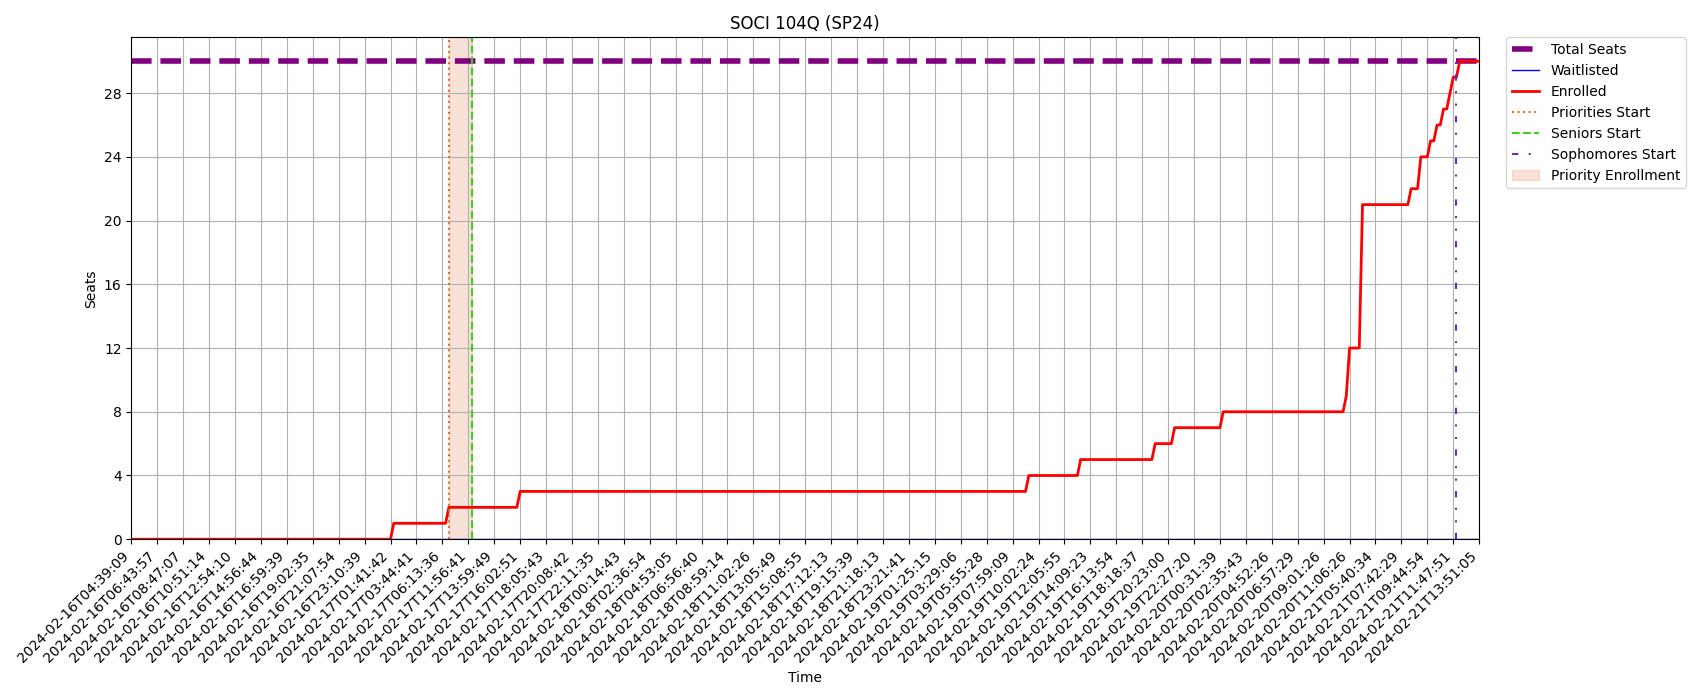 SOCI 104Q (SP24)
Total Seats
Waitlisted
Enrolled
Priorities Start
Seniors Start
Sophomores Start
Priority Enrollment
Seats
28
24
20
16
12
8
4
0
2024-02-16T04:39:09
2024-02-16T06:43:57
2024-02-16T08:47:07
2024-02-16T10:51:14
2024-02-16T12:54:10
2024-02-16T14:56:44
2024-02-16T16:59:39
2024-02-16T19:02:35
2024-02-16T21:07:54
2024-02-16T23:10:39
2024-02-17T01:41:42
2024-02-17T03:44:41
2024-02-17T06:13:36
2024-02-17T11:56:41
2024-02-17T13:59:49
2024-02-17T16:02:51
2024-02-17T18:05:43
2024-02-17T20:08:42
2024-02-17T22:11:35
2024-02-18T00:14:43
2024-02-18T02:36:54
2024-02-18T04:53:05
2024-02-18T06:56:40
2024-02-18T08:59:14
2024-02-18T11:02:26
2024-02-18T13:05:49
2024-02-18T15:08:55
2024-02-18T17:12:13
2024-02-18T19:15:39
2024-02-18T21:18:13
2024-02-18T23:21:41
2024-02-19T01:25:15
2024-02-19T03:29:06
2024-02-19T05:55:28
2024-02-19T07:59:09
2024-02-19T10:02:24
2024-02-19T12:05:55
2024-02-19T14:09:23
2024-02-19T16:13:54
2024-02-19T18:18:37
2024-02-19T20:23:00
2024-02-19T22:27:20
2024-02-20T00:31:39
2024-02-20T02:35:43
2024-02-20T04:52:26
2024-02-20T06:57:29
2024-02-20T09:01:26
2024-02-20T11:06:26
2024-02-21T05:40:34
2024-02-21T07:42:29
2024-02-21T09:44:54
2024-02-21T11:47:51
2024-02-21T13:51:05
Time